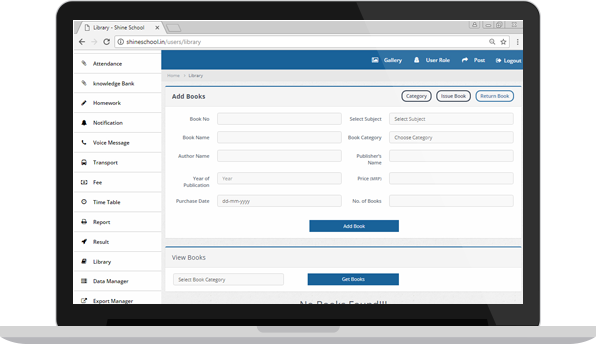 Library - Shine School
shineschool.in/users/library
Gallery User Role Post Logout
Home Library
Attendance
knowledge Bank
Homework
Notification
Voice Message
Transport
Fee
Time Table
Report
Result
Library
Data Manager
Export Manager
Add Books
Category Issue Book Return Book
Book No Select Subject Select Subject
Book Name Book Category Choose Category
Author Name Publisher's
Name
Year of
Publication Year Price (MRP)
Purchase Date dd-mm-yyyy No. of Books
Add Book
View Books
Select Book Category Get Books
No Books Found!!!